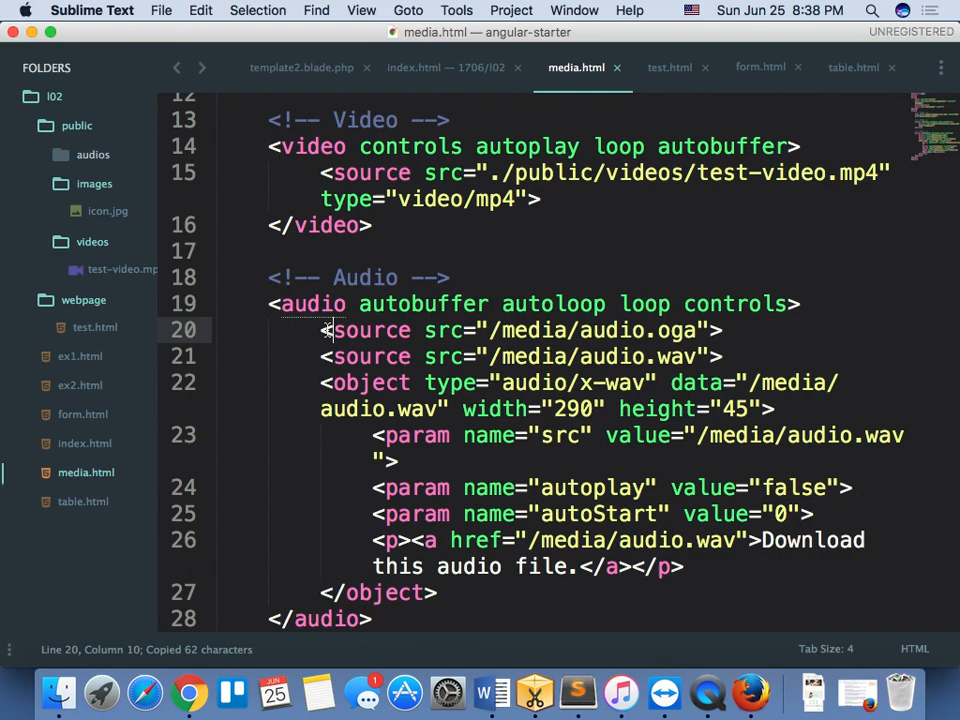 Sublime Text File Edit Selection Find View Goto Tools Project Window Help Sun Jun 25 8:38 PM
media.html — angular-starter UNREGISTERED
FOLDERS
template2.blade.php × index.html — 1706/l02 × media.html × test.html × form.html × table.html ×
l02
public
audios
images
icon.jpg
videos
test-video.mp
webpage
test.html
ex1.html
ex2.html
form.html
index.html
media.html
table.html
12
13 <!-- Video -->
14 <video controls autoplay loop autobuffer>
15 <source src="./public/videos/test-video.mp4"
type="video/mp4">
16 </video>
17
18 <!-- Audio -->
19 <audio autobuffer autoloop loop controls>
20 <source src="/media/audio.oga">
21 <source src="/media/audio.wav">
22 <object type="audio/x-wav" data="/media/
audio.wav" width="290" height="45">
23 <param name="src" value="/media/audio.wav
">
24 <param name="autoplay" value="false">
25 <param name="autoStart" value="0">
26 <p><a href="/media/audio.wav">Download
this audio file.</a></p>
27 </object>
28 </audio>
Line 20, Column 10; Copied 62 characters Tab Size: 4 HTML
JUN
25
1